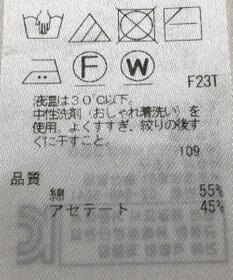 F
W
F23T
液温は30℃以下。
中性洗剤（おしゃれ着洗い）を
使用、よくすすぎ、絞りの後す
ぐに干すこと。
109
品質
綿 55%
アセテート 45%